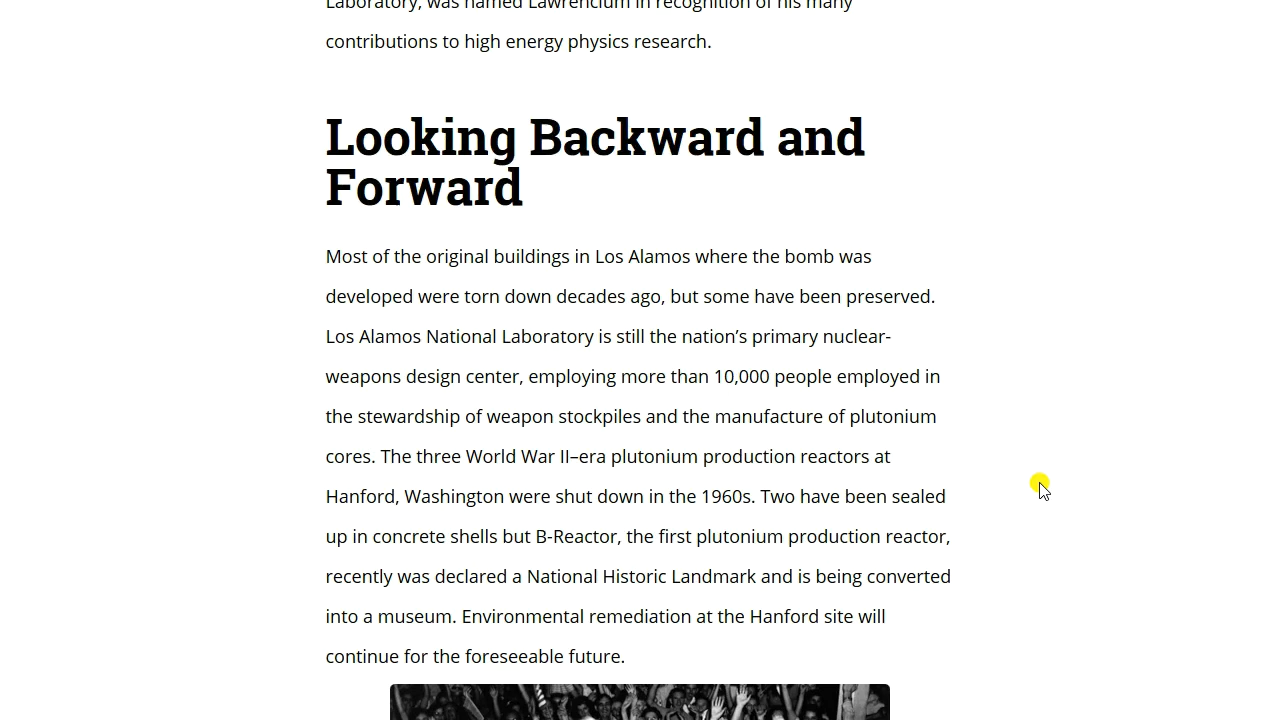 Laboratory, was named Lawrencium in recognition of his many
contributions to high energy physics research.
Looking Backward and
Forward
Most of the original buildings in Los Alamos where the bomb was
developed were torn down decades ago, but some have been preserved.
Los Alamos National Laboratory is still the nation’s primary nuclear-
weapons design center, employing more than 10,000 people employed in
the stewardship of weapon stockpiles and the manufacture of plutonium
cores. The three World War II–era plutonium production reactors at
Hanford, Washington were shut down in the 1960s. Two have been sealed
up in concrete shells but B-Reactor, the first plutonium production reactor,
recently was declared a National Historic Landmark and is being converted
into a museum. Environmental remediation at the Hanford site will
continue for the foreseeable future.